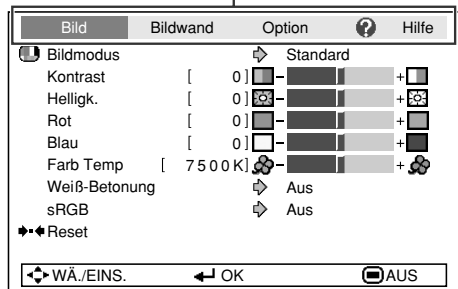 Bild Bildwand Option ? Hilfe
Bildmodus Standard
Kontrast [ 0] - +
Helligk. [ 0] - +
Rot [ 0] - +
Blau [ 0] - +
Farb Temp [ 7500K] - +
Weiß-Betonung Aus
sRGB Aus
Reset
WÄ./EINS. OK AUS